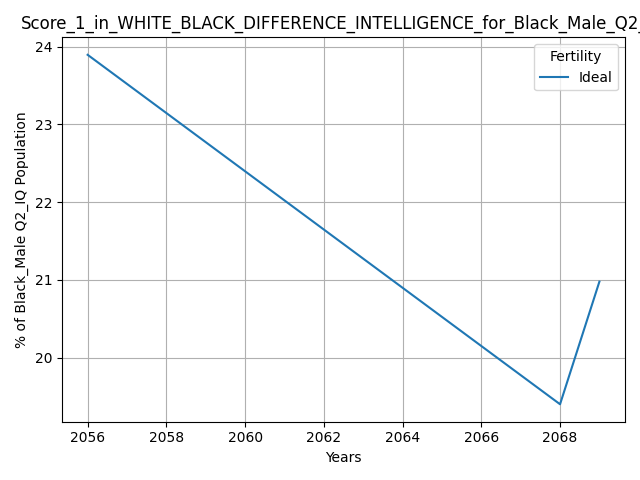 Score_1_in_WHITE_BLACK_DIFFERENCE_INTELLIGENCE_for_Black_Male_Q2_
Fertility
Ideal
% of Black_Male Q2_IQ Population
24
23
22
21
20
2056 2058 2060 2062 2064 2066 2068
Years